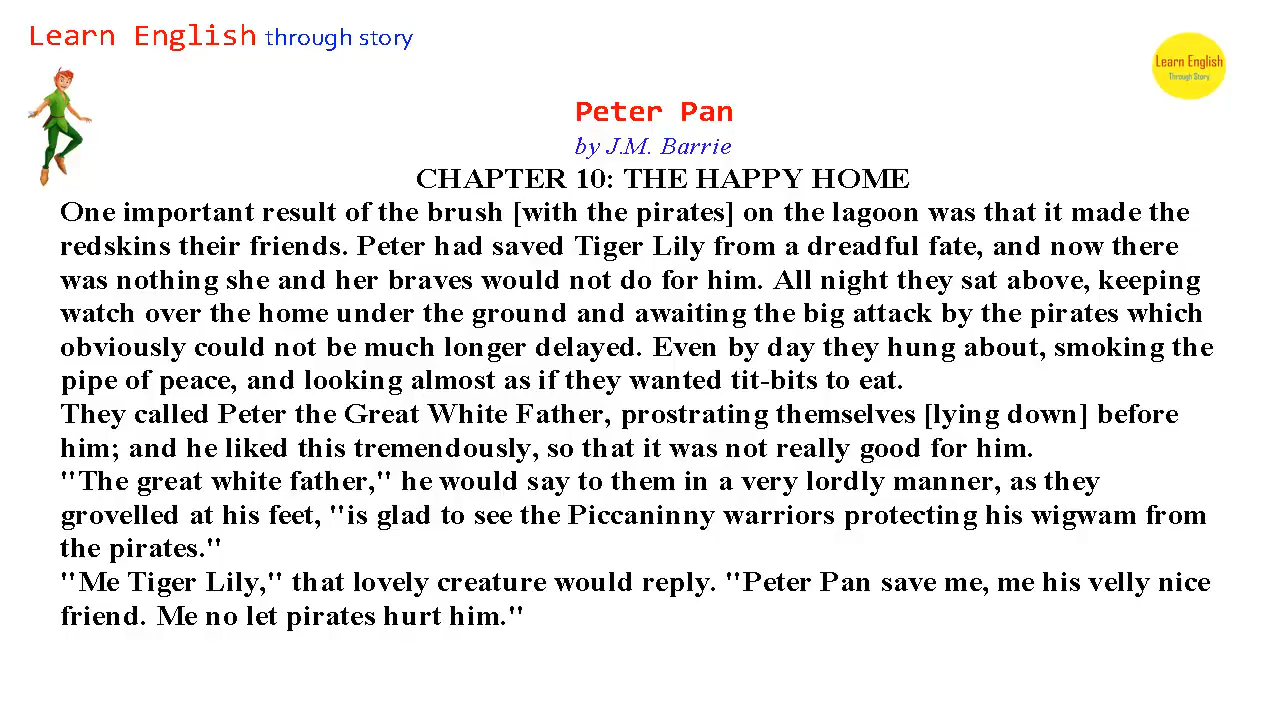 Learn English through story
Learn English
Through Story
Peter Pan
by J.M. Barrie
CHAPTER 10: THE HAPPY HOME
One important result of the brush [with the pirates] on the lagoon was that it made the
redskins their friends. Peter had saved Tiger Lily from a dreadful fate, and now there
was nothing she and her braves would not do for him. All night they sat above, keeping
watch over the home under the ground and awaiting the big attack by the pirates which
obviously could not be much longer delayed. Even by day they hung about, smoking the
pipe of peace, and looking almost as if they wanted tit-bits to eat.
They called Peter the Great White Father, prostrating themselves [lying down] before
him; and he liked this tremendously, so that it was not really good for him.
"The great white father," he would say to them in a very lordly manner, as they
grovelled at his feet, "is glad to see the Piccaninny warriors protecting his wigwam from
the pirates."
"Me Tiger Lily," that lovely creature would reply. "Peter Pan save me, me his velly nice
friend. Me no let pirates hurt him."